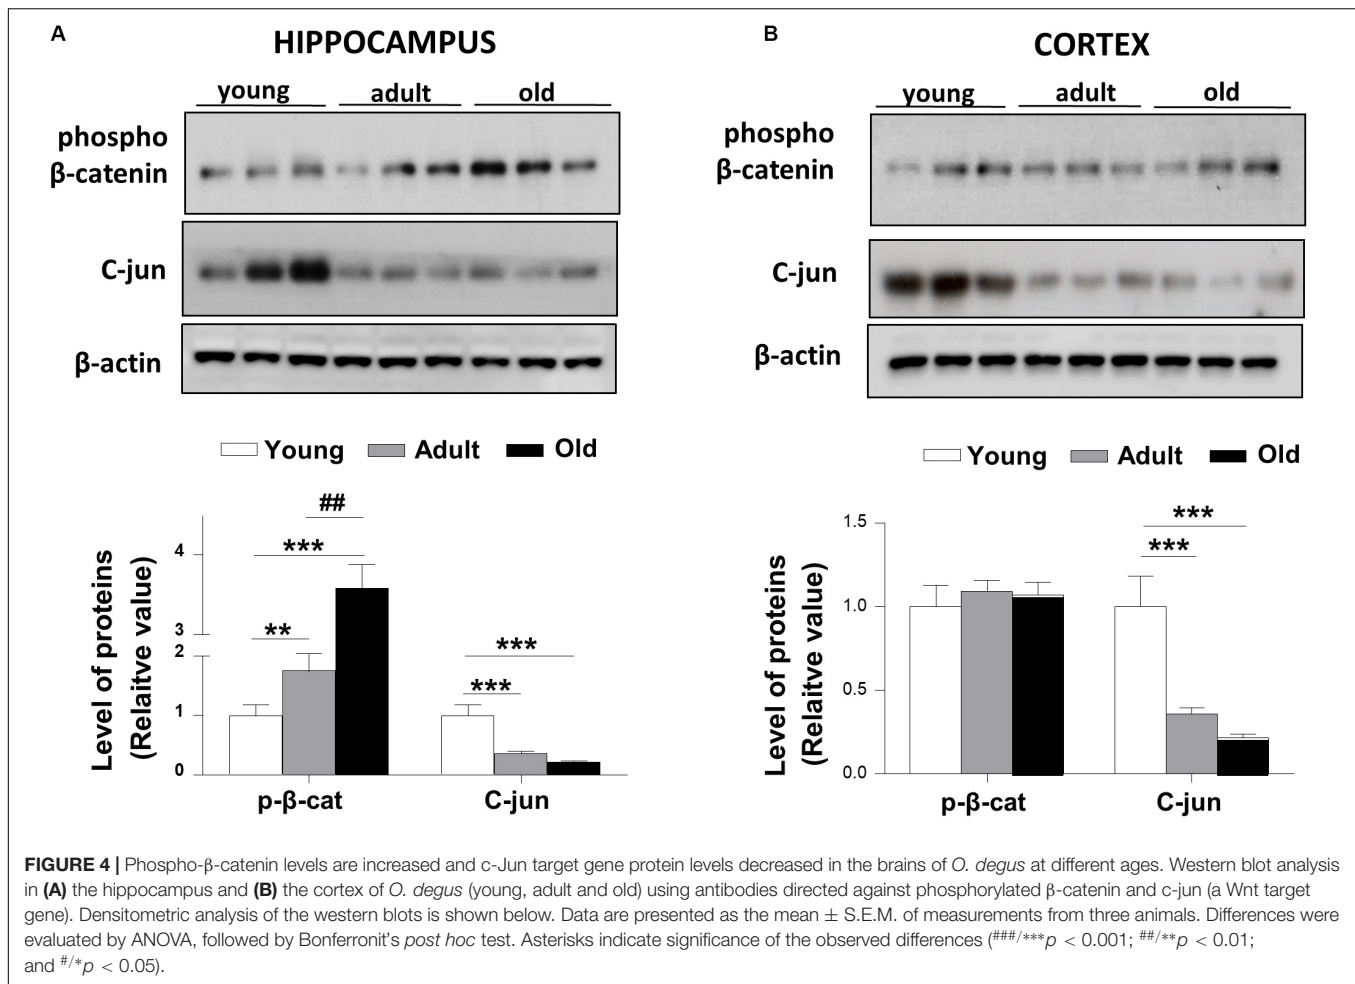 A
HIPPOCAMPUS
young adult old
phospho
β-catenin
C-jun
β-actin
Young Adult Old
Level of proteins
(Relaitve value)
4
3
2
1
0
##
***
**
***
***
p-β-cat C-jun
B
CORTEX
young adult old
phospho
β-catenin
C-jun
β-actin
Young Adult Old
Level of proteins
(Relaitve value)
1.5
1.0
0.5
0.0
***
***
p-β-cat C-jun
FIGURE 4 | Phospho-β-catenin levels are increased and c-Jun target gene protein levels decreased in the brains of O. degus at different ages. Western blot analysis
in (A) the hippocampus and (B) the cortex of O. degus (young, adult and old) using antibodies directed against phosphorylated β-catenin and c-jun (a Wnt target
gene). Densitometric analysis of the western blots is shown below. Data are presented as the mean ± S.E.M. of measurements from three animals. Differences were
evaluated by ANOVA, followed by Bonferronit's post hoc test. Asterisks indicate significance of the observed differences (###/***p < 0.001; ##/**p < 0.01;
and #/*p < 0.05).